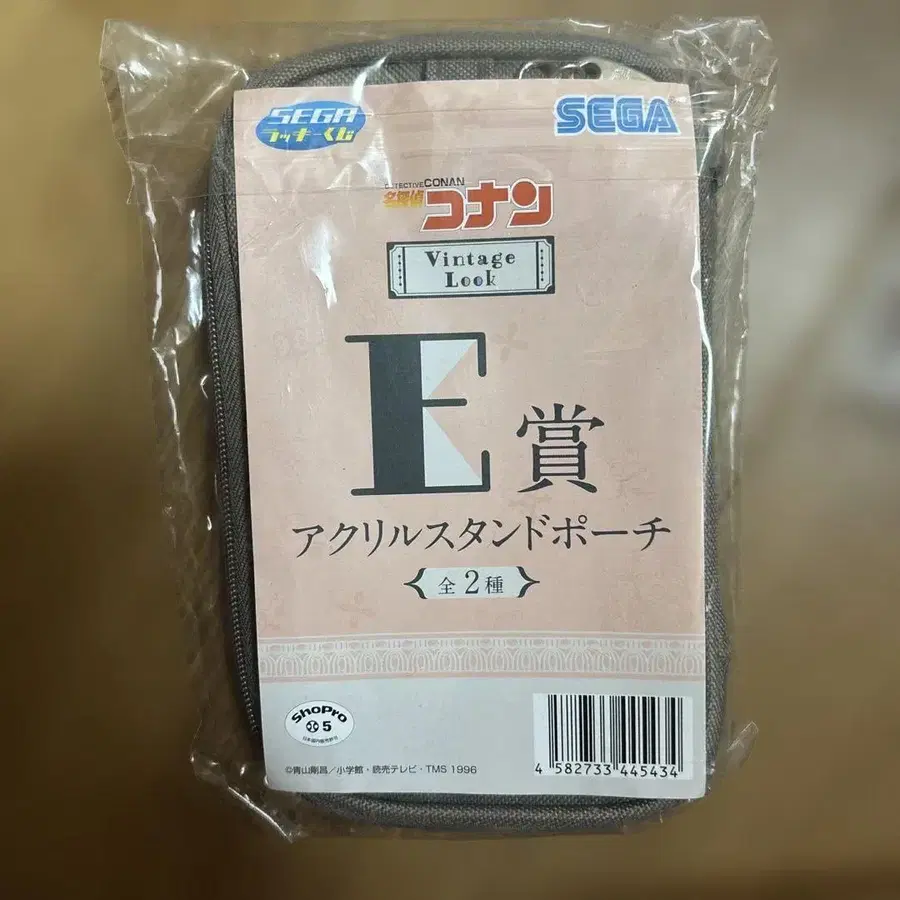 SEGA
ラッキーくじ
SEGA
DETECTIVE CONAN
名探偵
コナン
Vintage
Look
E賞
アクリルスタンドポーチ
全2種
ShoPro
5
©青山剛昌/小学館・読売テレビ・TMS 1996
4 582733 445434